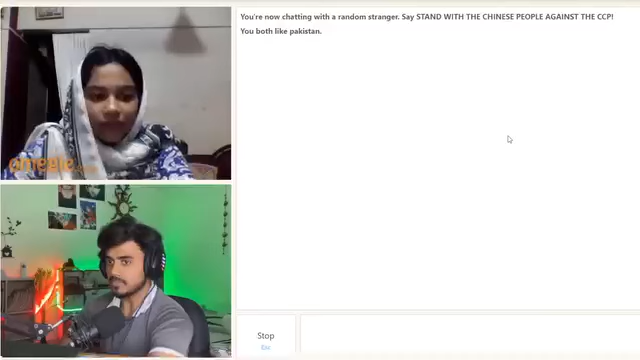 You're now chatting with a random stranger. Say STAND WITH THE CHINESE PEOPLE AGAINST THE CCP!
You both like pakistan.
omegle
Stop
Esc